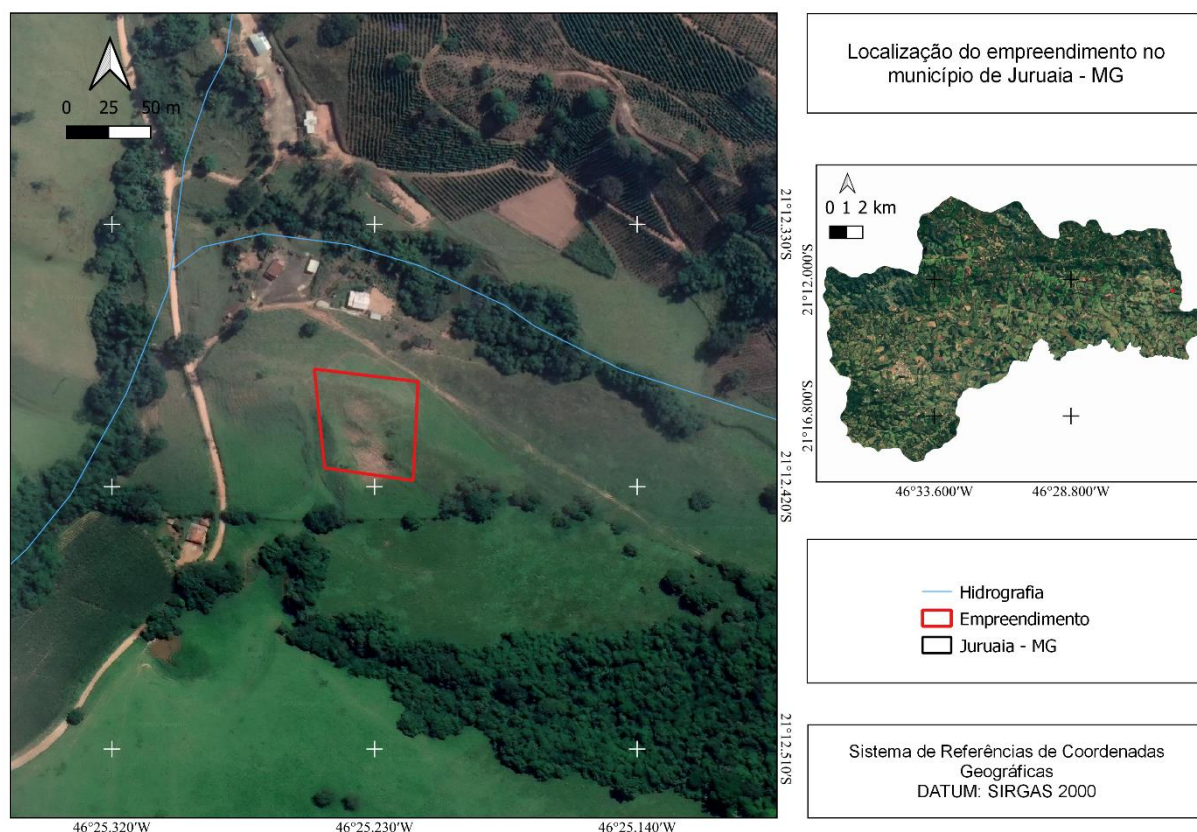 0 25 50 m
21°12.330'S
21°12.420'S
21°12.510'S
46°25.320'W
46°25.230'W
46°25.140'W
Localização do empreendimento no
município de Juruaia - MG
0 1 2 km
21°12.000'S
21°16.800'S
46°33.600'W
46°28.800'W
Hidrografia
Empreendimento
Juruaia - MG
Sistema de Referências de Coordenadas
Geográficas
DATUM: SIRGAS 2000